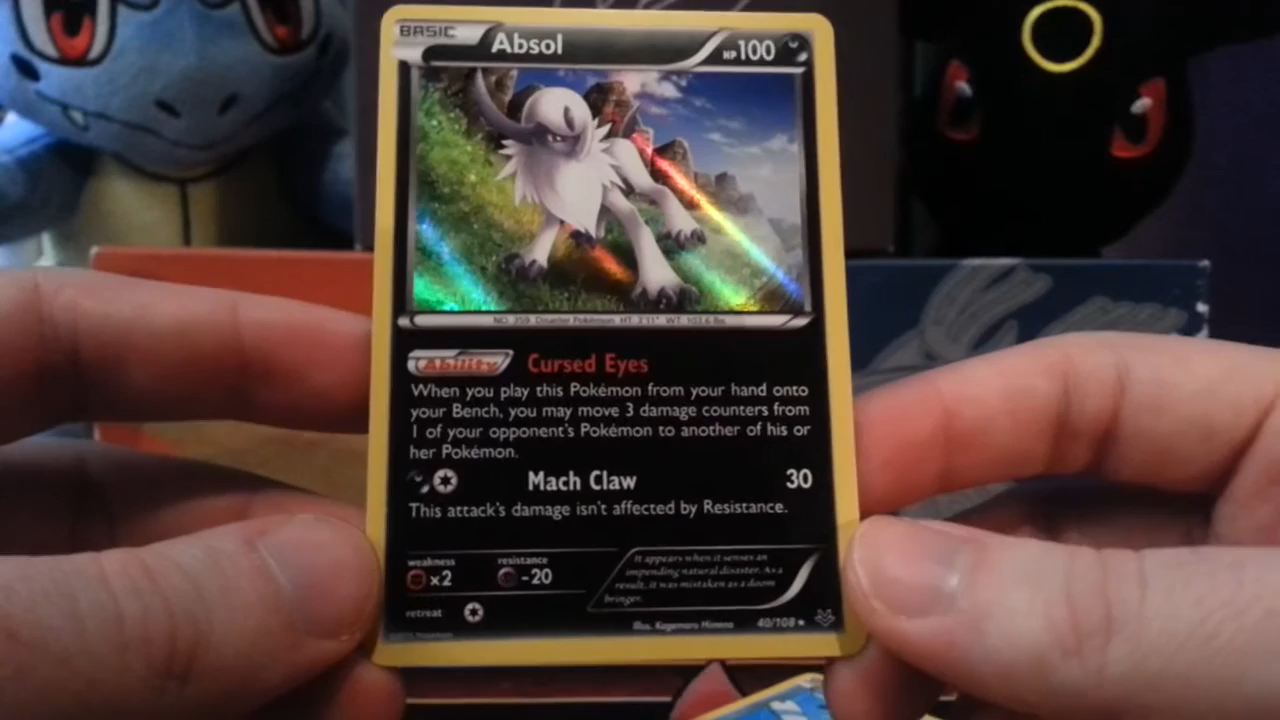 BASIC Absol HP100
NO. 359 Disaster Pokémon HT: 3'11" WT: 103.6 lbs.
Ability Cursed Eyes
When you play this Pokémon from your hand onto
your Bench, you may move 3 damage counters from
1 of your opponent's Pokémon to another of his or
her Pokémon.
Mach Claw 30
This attack's damage isn't affected by Resistance.
weakness resistance
×2 -20
It appears when it senses an
impending natural disaster. As a
result, it was mistaken as a doom
bringer.
retreat
Illus. Kagemaru Himeno 40/108
©2015 Pokémon